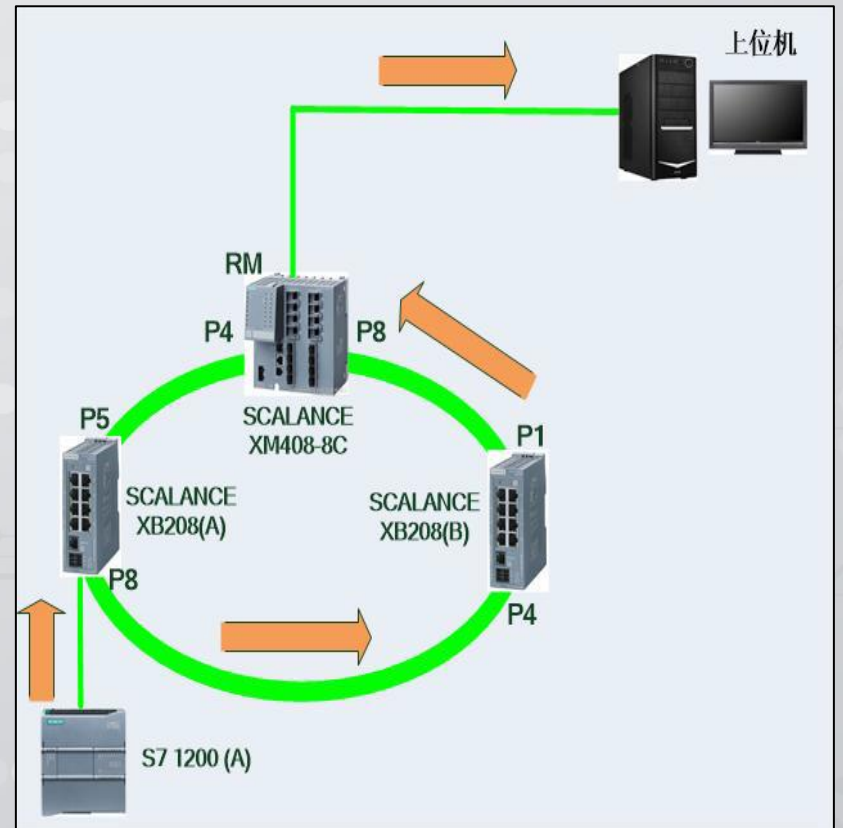 上位机
RM
P4
P8
SCALANCE
XM408-8C
P5
P1
SCALANCE
XB208(A)
SCALANCE
XB208(B)
P8
P4
S7 1200 (A)